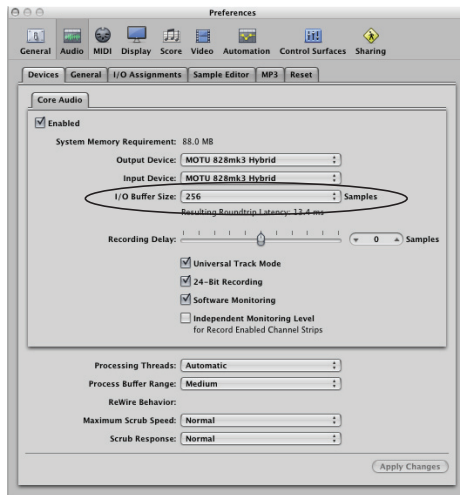 Preferences
General Audio MIDI Display Score Video Automation Control Surfaces Sharing
Devices General I/O Assignments Sample Editor MP3 Reset
Core Audio
Enabled
System Memory Requirement: 88.0 MB
Output Device: MOTU 828mk3 Hybrid
Input Device: MOTU 828mk3 Hybrid
I/O Buffer Size: 256 Samples
Resulting Roundtrip Latency: 13.4 ms
Recording Delay: 0 Samples
Universal Track Mode
24-Bit Recording
Software Monitoring
Independent Monitoring Level
for Record Enabled Channel Strips
Processing Threads: Automatic
Process Buffer Range: Medium
ReWire Behavior:
Maximum Scrub Speed: Normal
Scrub Response: Normal
Apply Changes